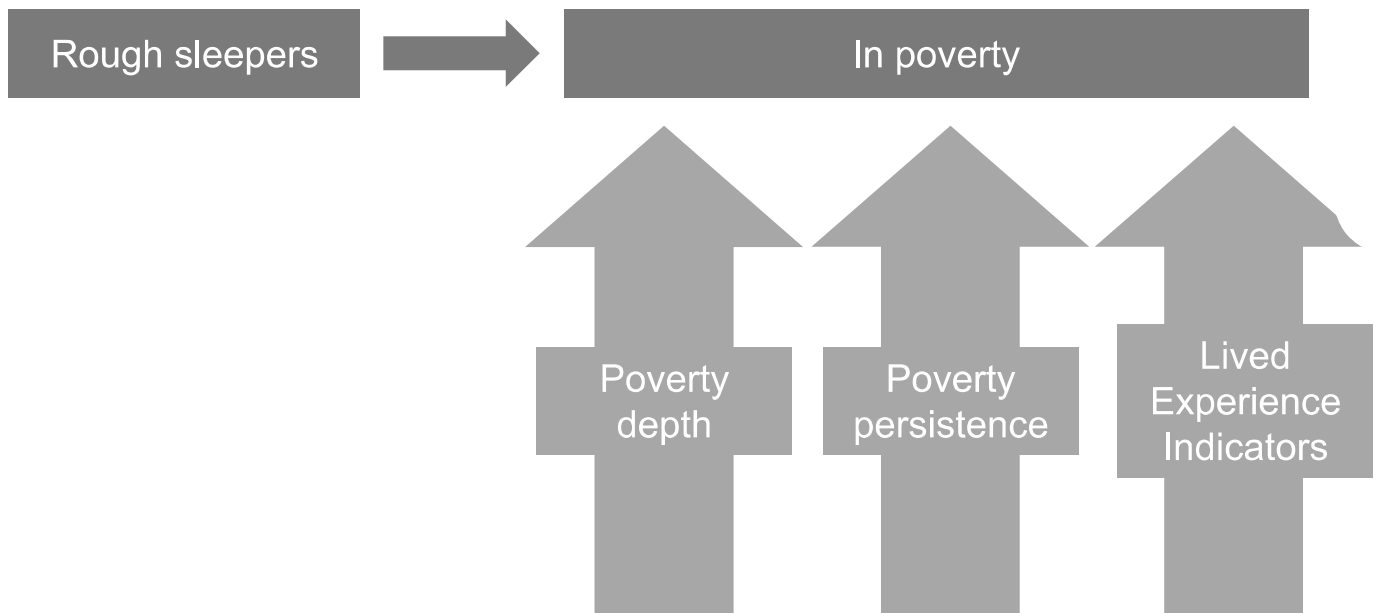 Rough sleepers
In poverty
Poverty
depth
Poverty
persistence
Lived
Experience
Indicators